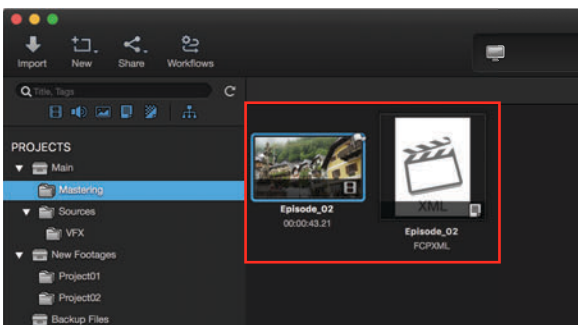 Import New Share Workflows
Title, Tags
PROJECTS
Main
Mastering
Sources
VFX
New Footages
Project01
Project02
Backup Files
Episode_02
00:00:43.21
XML
Episode_02
FCPXML